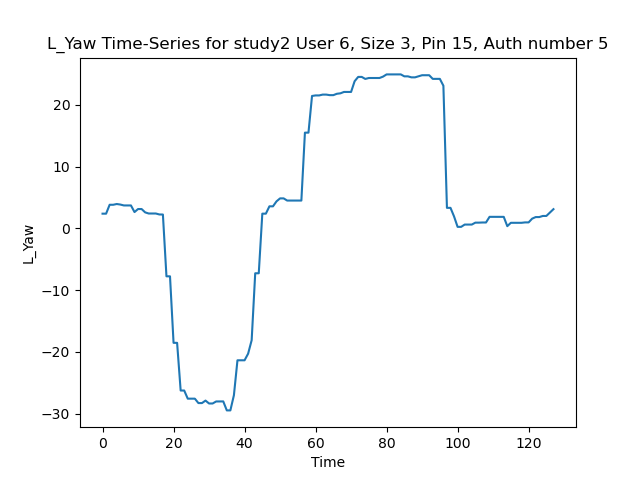 L_Yaw Time-Series for study2 User 6, Size 3, Pin 15, Auth number 5
L_Yaw
20
10
0
−10
−20
−30
0 20 40 60 80 100 120
Time